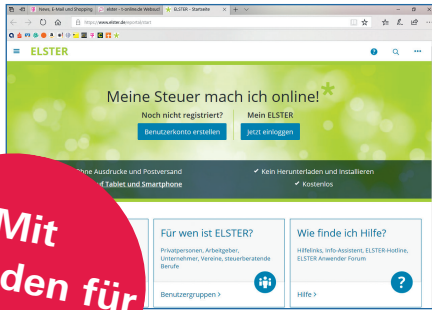 News, E-Mail und Shopping
elster - t-online.de Websuche
ELSTER - Startseite
https://www.elster.de/eportal/start
ELSTER
Meine Steuer mach ich online!*
Noch nicht registriert?
Mein ELSTER
Benutzerkonto erstellen
Jetzt einloggen
Ohne Ausdrucke und Postversand
✓ Kein Herunterladen und Installieren
Tablet und Smartphone
✓ Kostenlos
Mit
den für
Für wen ist ELSTER?
Privatpersonen, Arbeitgeber,
Unternehmer, Vereine, steuerberatende
Berufe
Benutzergruppen >
Wie finde ich Hilfe?
Hilfelinks, Info-Assistent, ELSTER-Hotline,
ELSTER Anwender Forum
Hilfe >